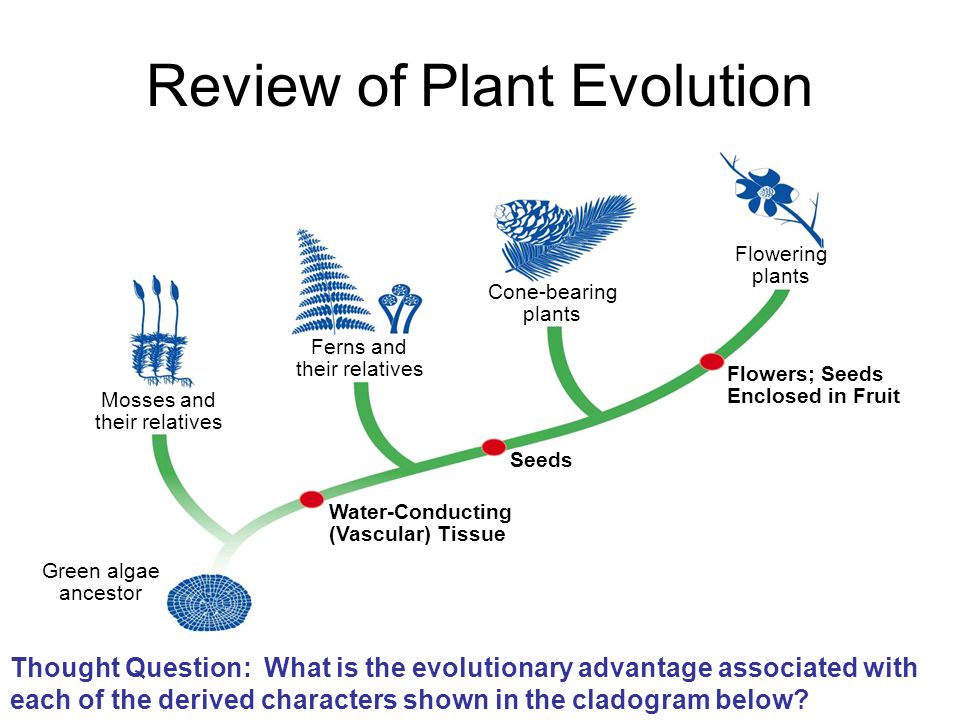 Review of Plant Evolution
Flowering
plants
Cone-bearing
plants
Ferns and
their relatives
Flowers; Seeds
Enclosed in Fruit
Mosses and
their relatives
Seeds
Water-Conducting
(Vascular) Tissue
Green algae
ancestor
Thought Question:  What is the evolutionary advantage associated with
each of the derived characters shown in the cladogram below?